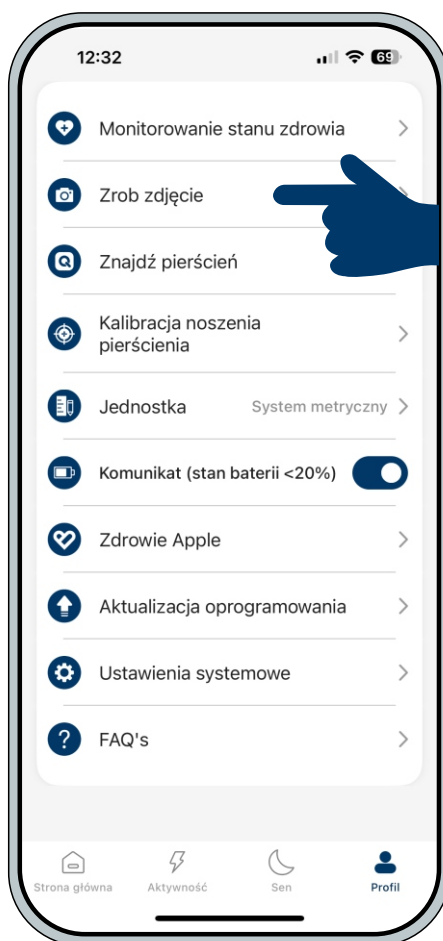 12:32
69
Monitorowanie stanu zdrowia
Zrob zdjęcie
Znajdź pierścień
Kalibracja noszenia
pierścienia
Jednostka System metryczny
Komunikat (stan baterii <20%)
Zdrowie Apple
Aktualizacja oprogramowania
Ustawienia systemowe
? FAQ's
Strona główna Aktywność Sen Profil